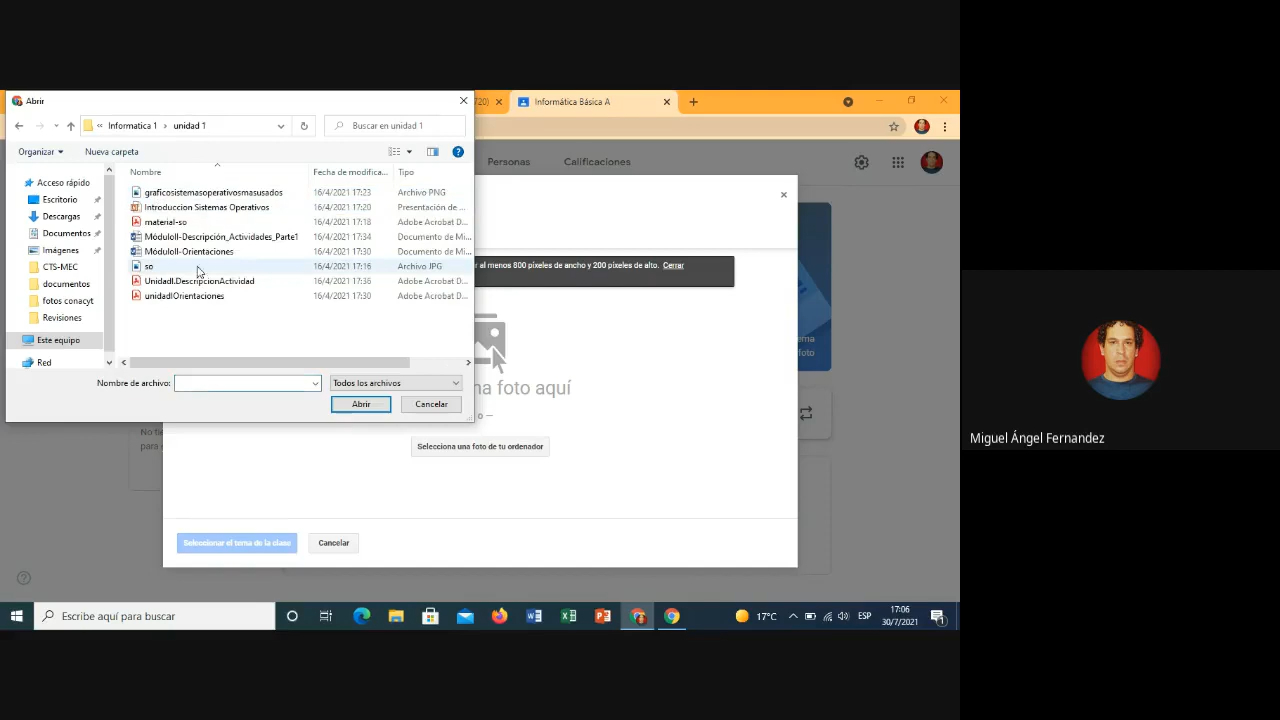 Abrir
720)
Informática Básica A
« Informatica 1 › unidad 1
Buscar en unidad 1
Organizar
Nueva carpeta
Personas
Calificaciones
Nombre
Fecha de modifica...
Tipo
Acceso rápido
Escritorio
Descargas
Documentos
Imágenes
CTS-MEC
documentos
fotos conacyt
Revisiones
Este equipo
Red
graficosistemasoperativosmasusados 16/4/2021 17:23 Archivo PNG
Introduccion Sistemas Operativos 16/4/2021 17:20 Presentación de ...
material-so 16/4/2021 17:18 Adobe Acrobat D...
MóduloII-Descripción_Actividades_Parte1 16/4/2021 17:34 Documento de Mi...
MóduloII-Orientaciones 16/4/2021 17:30 Documento de Mi...
so 16/4/2021 17:16 Archivo JPG
UnidadI.DescripcionActividad 16/4/2021 17:36 Adobe Acrobat D...
unidadIOrientaciones 16/4/2021 17:30 Adobe Acrobat D...
Nombre de archivo:
Todos los archivos
Abrir
Cancelar
al menos 800 píxeles de ancho y 200 píxeles de alto. Cerrar
na foto aquí
o —
Selecciona una foto de tu ordenador
ema
foto
No tie
para
Seleccionar el tema de la clase
Cancelar
Miguel Ángel Fernandez
Escribe aquí para buscar
17°C
ESP
17:06
30/7/2021
1